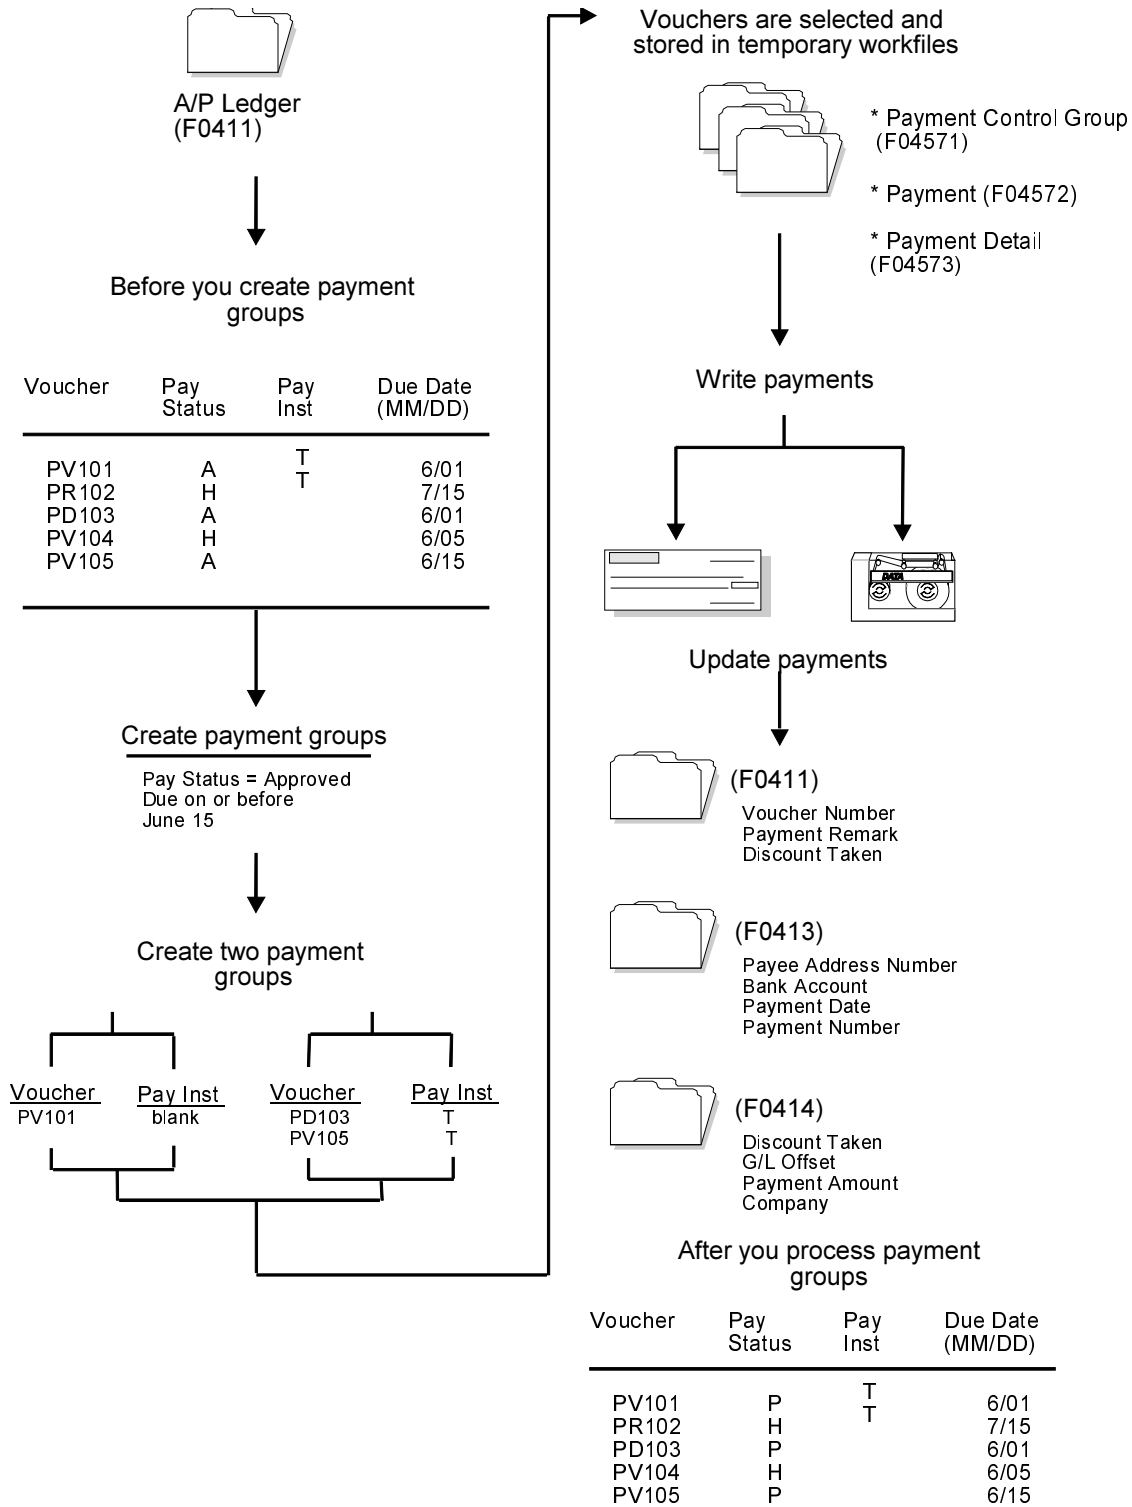 A/P Ledger
(F0411)
Before you create payment
groups
Voucher Pay Pay Due Date
Status Inst (MM/DD)
T
PV101 A 6/01
T
PR102 H 7/15
PD103 A 6/01
PV104 H 6/05
PV105 A 6/15
Create payment groups
Pay Status = Approved
Due on or before
June 15
Create two payment
groups
Voucher Pay Inst Voucher Pay Inst
PV101 blank PD103 T
PV105 T
Vouchers are selected and
stored in temporary workfiles
* Payment Control Group
(F04571)
* Payment (F04572)
* Payment Detail
(F04573)
Write payments
DATA
Update payments
(F0411)
Voucher Number
Payment Remark
Discount Taken
(F0413)
Payee Address Number
Bank Account
Payment Date
Payment Number
(F0414)
Discount Taken
G/L Offset
Payment Amount
Company
After you process payment
groups
Voucher Pay Pay Due Date
Status Inst (MM/DD)
T
PV101 P 6/01
T
PR102 H 7/15
PD103 P 6/01
PV104 H 6/05
PV105 P 6/15